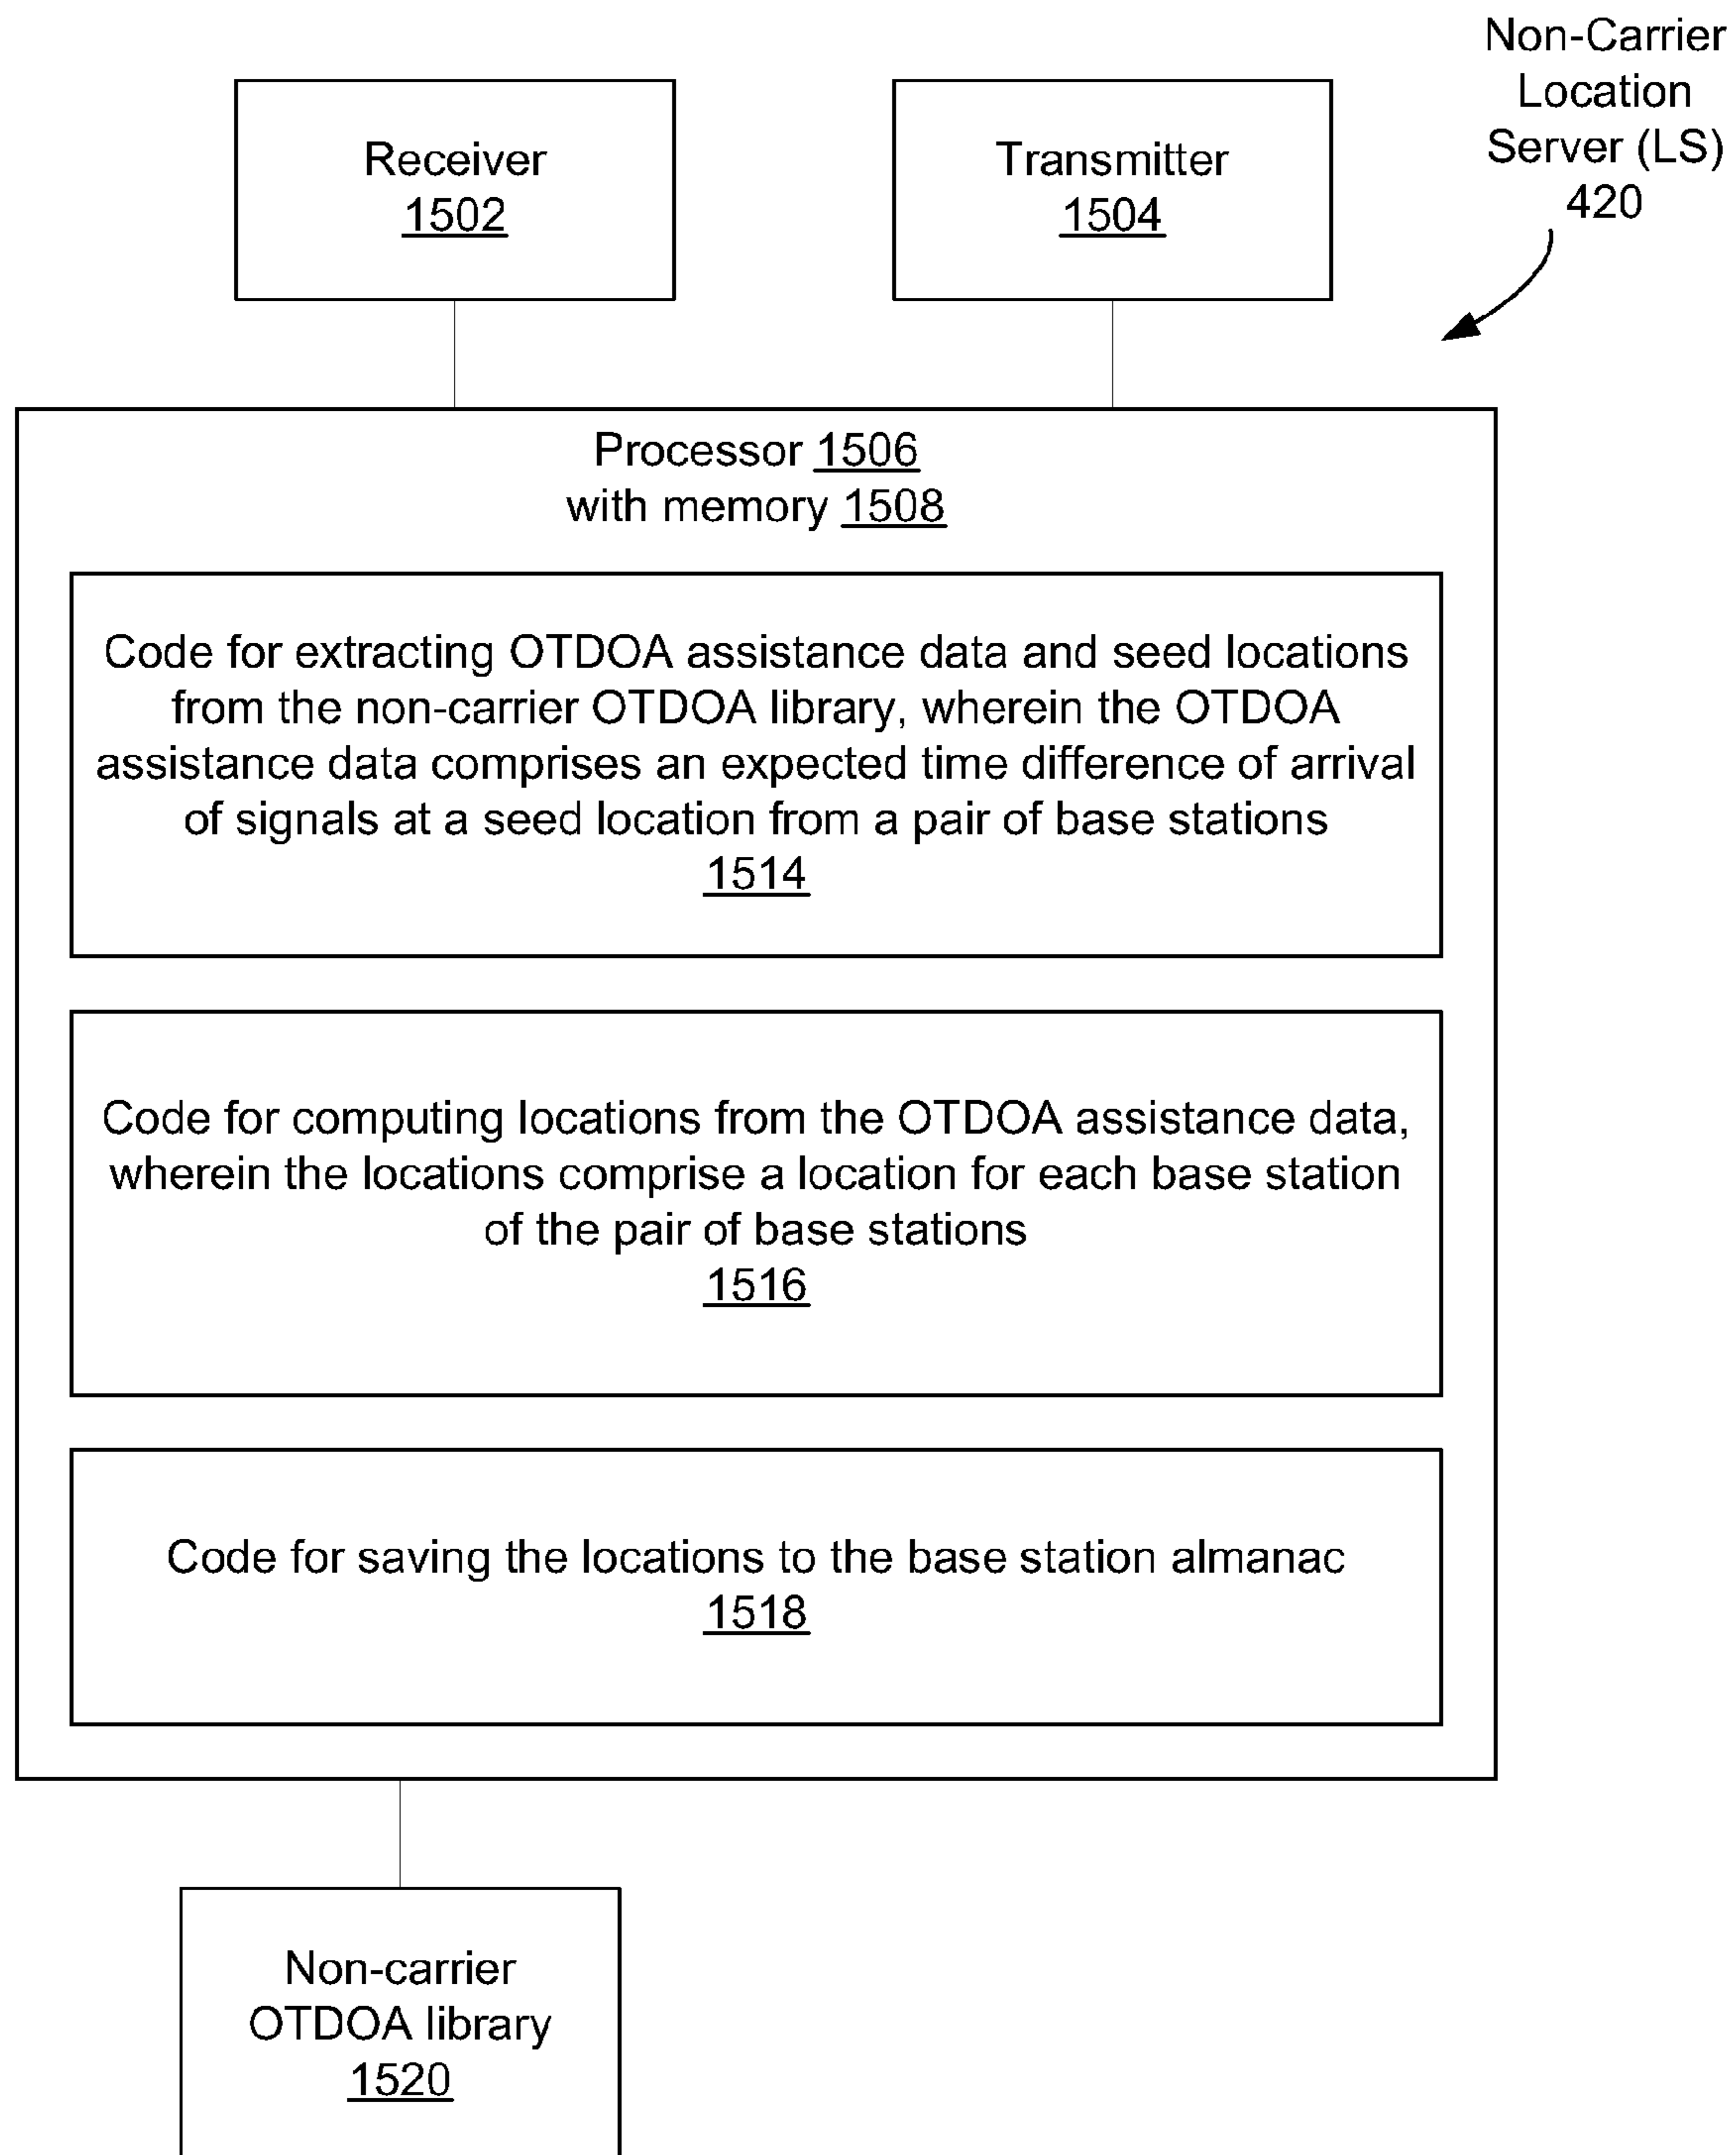 Non-Carrier
Location
Server (LS)
420
Receiver
1502
Transmitter
1504
Processor 1506
with memory 1508
Code for extracting OTDOA assistance data and seed locations
from the non-carrier OTDOA library, wherein the OTDOA
assistance data comprises an expected time difference of arrival
of signals at a seed location from a pair of base stations
1514
Code for computing locations from the OTDOA assistance data,
wherein the locations comprise a location for each base station
of the pair of base stations
1516
Code for saving the locations to the base station almanac
1518
Non-carrier
OTDOA library
1520